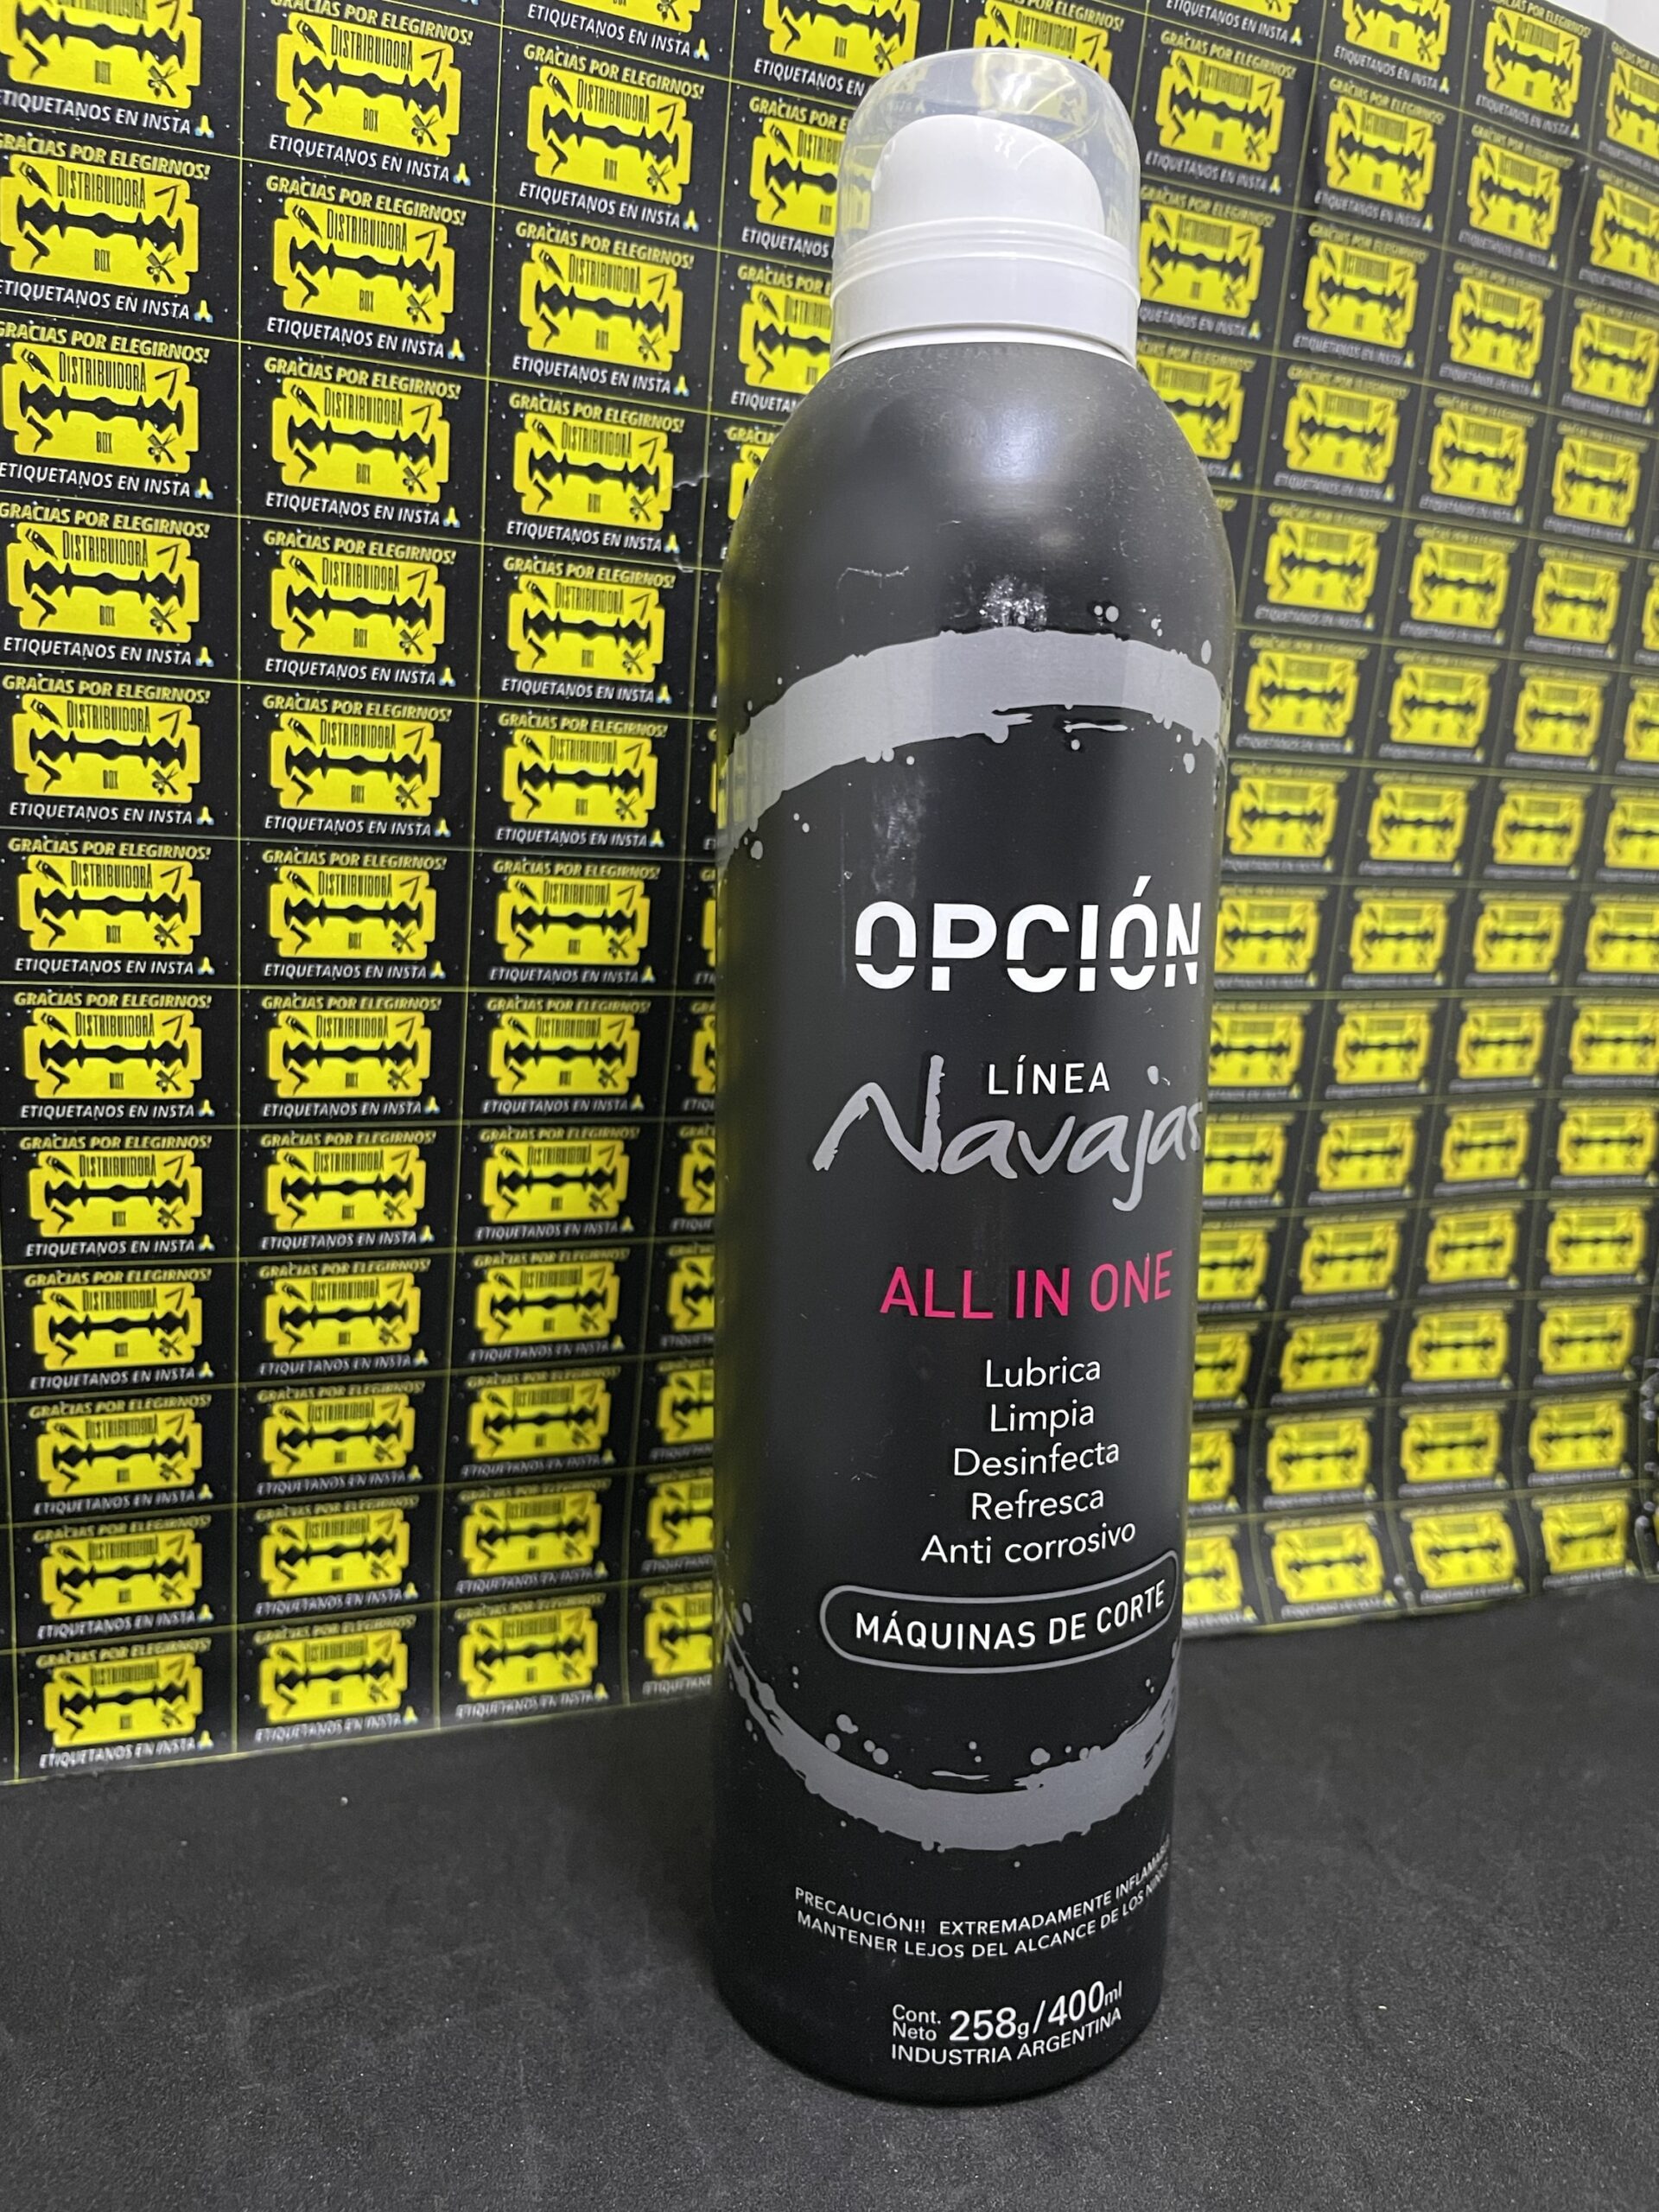 OPCIÓN
LÍNEA
Navajas
ALL IN ONE
Lubrica
Limpia
Desinfecta
Refresca
Anti corrosivo
MÁQUINAS DE CORTE
PRECAUCIÓN!! EXTREMADAMENTE
MANTENER LEJOS DEL ALCANCE DE LOS
Cont. Neto 258g/400ml
INDUSTRIA ARGENTINA
GRACIAS POR ELEGIRNOS!
DISTRIBUIDORA
BOX
ETIQUETANOS EN INSTA 🙏